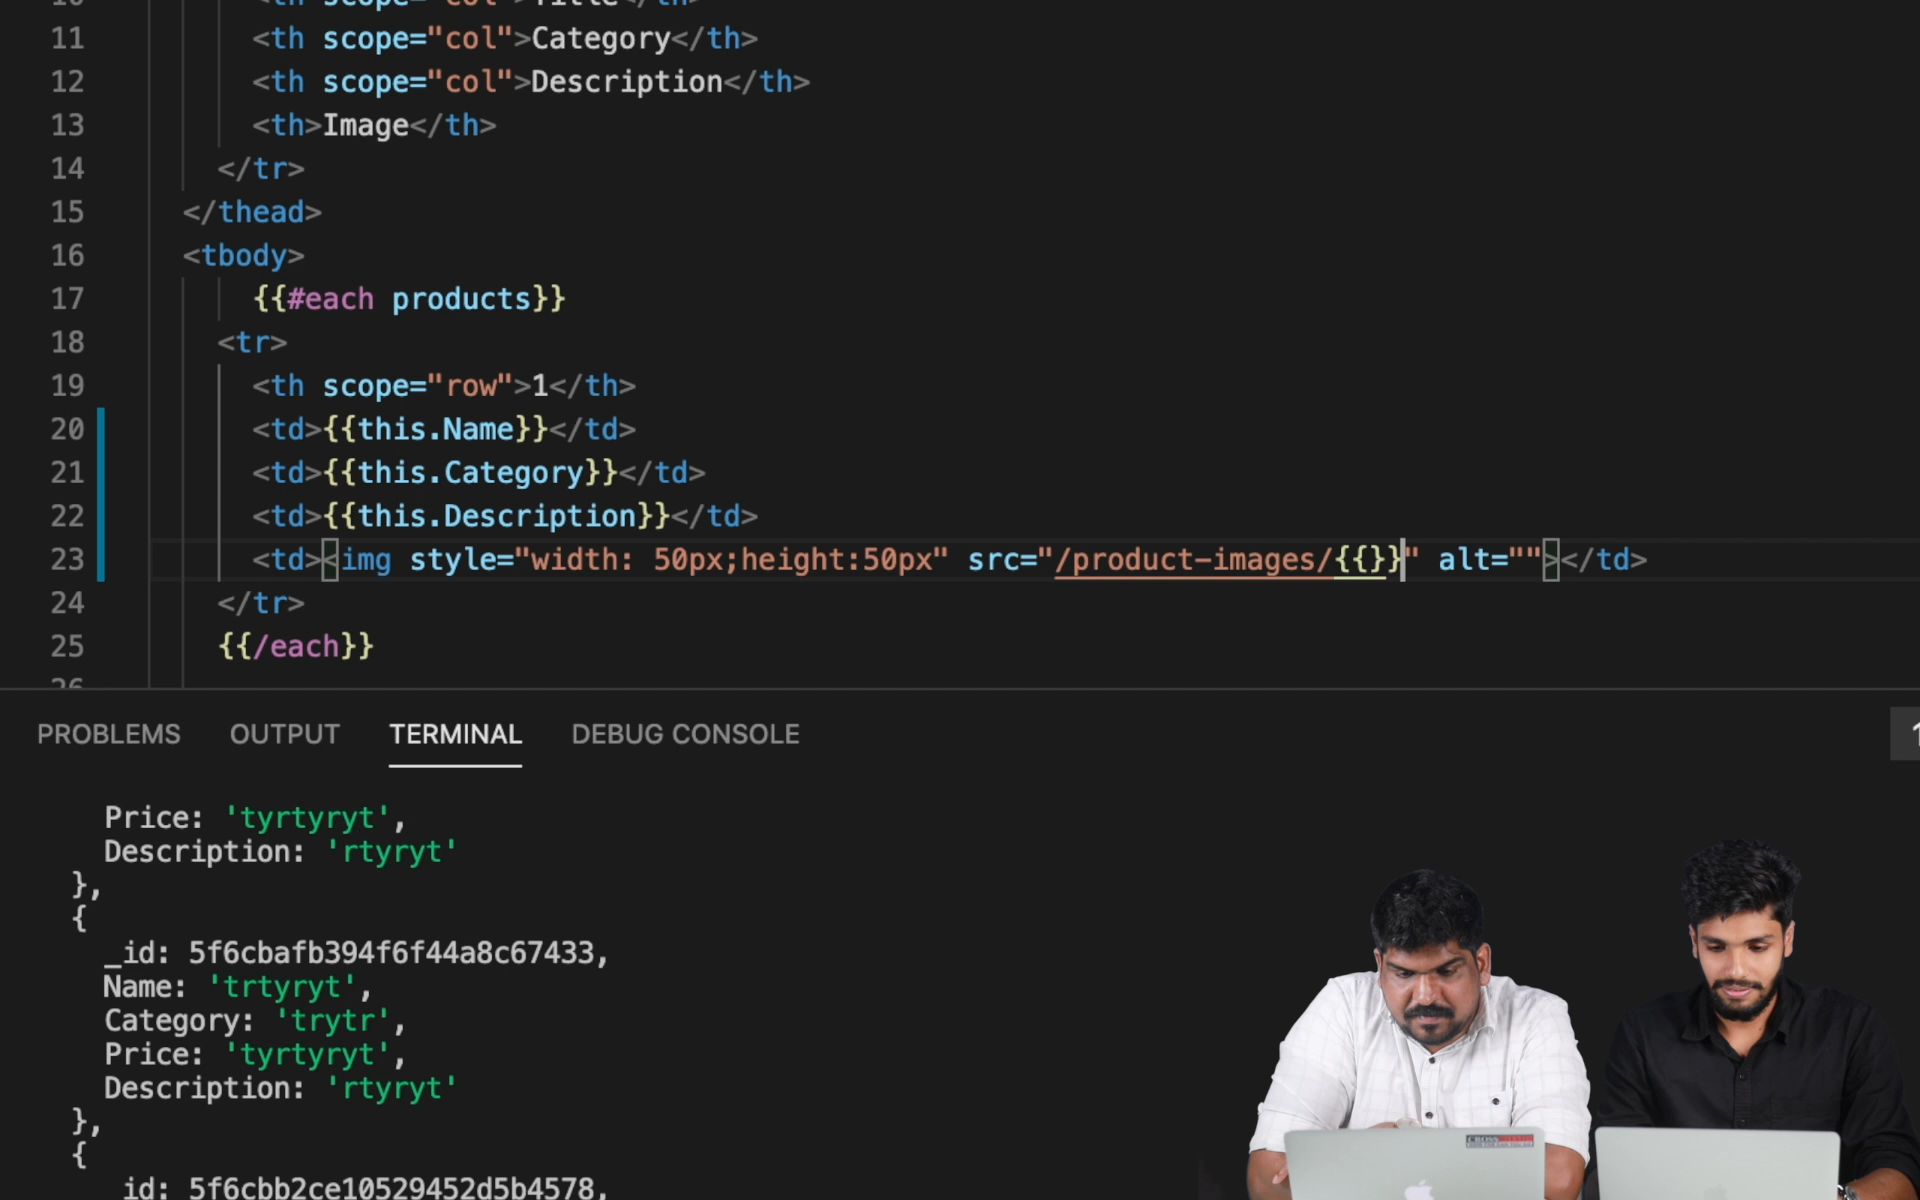 11 <th scope="col">Category</th>
12 <th scope="col">Description</th>
13 <th>Image</th>
14 </tr>
15 </thead>
16 <tbody>
17 {{#each products}}
18 <tr>
19 <th scope="row">1</th>
20 <td>{{this.Name}}</td>
21 <td>{{this.Category}}</td>
22 <td>{{this.Description}}</td>
23 <td><img style="width: 50px;height:50px" src="/product-images/{{}}" alt=""></td>
24 </tr>
25 {{/each}}
PROBLEMS OUTPUT TERMINAL DEBUG CONSOLE
Price: 'tyrtyryt',
Description: 'rtyryt'
},
{
_id: 5f6cbafb394f6f44a8c67433,
Name: 'trtyryt',
Category: 'trytr',
Price: 'tyrtyryt',
Description: 'rtyryt'
},
{
_id: 5f6cbb2ce10529452d5b4578,